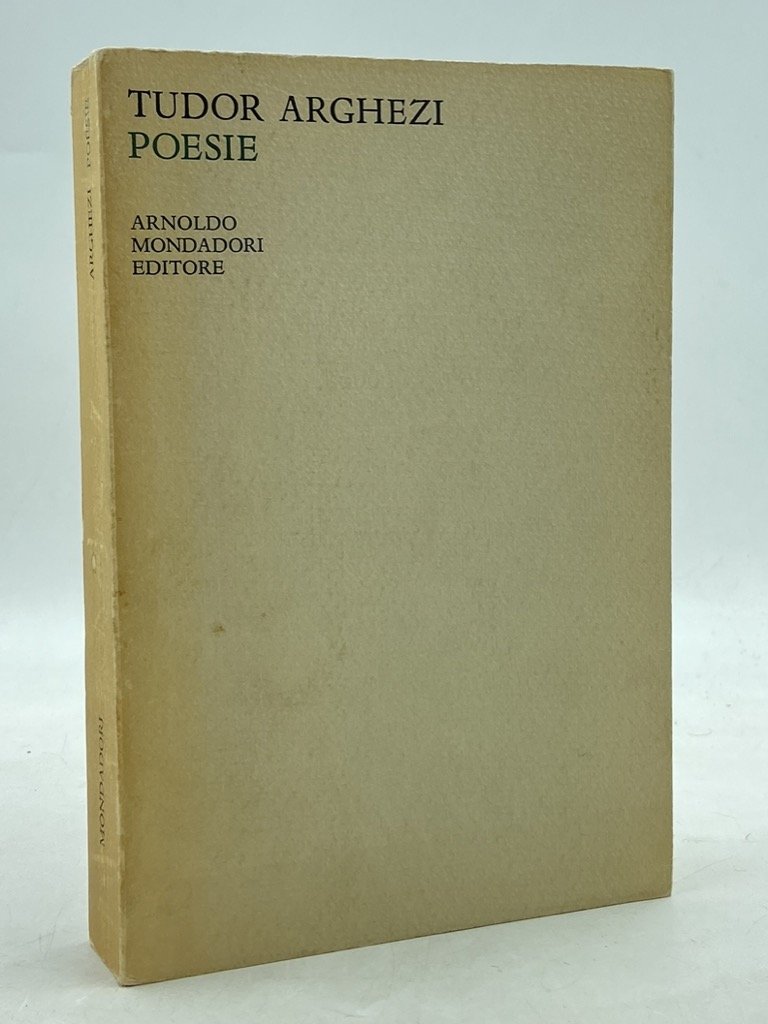 TUDOR ARGHEZI
POESIE
ARNOLDO
MONDADORI
EDITORE
ARGHEZI POESIE
MONDADORI